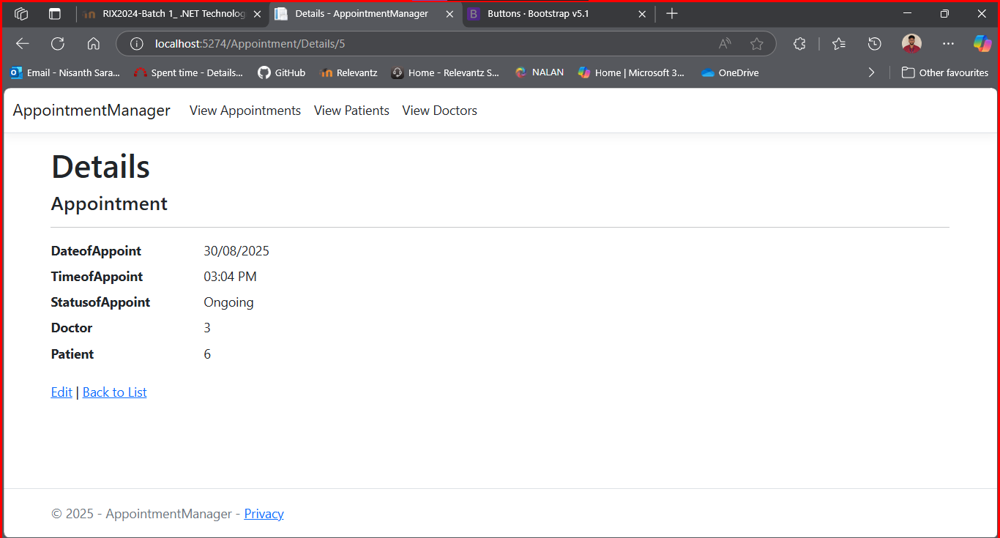 RIX2024-Batch 1_ .NET Technolog
Details - AppointmentManager
Buttons · Bootstrap v5.1
localhost:5274/Appointment/Details/5
Email - Nisanth Sara...
Spent time - Details...
GitHub
Relevantz
Home - Relevantz S...
NALAN
Home | Microsoft 3...
OneDrive
Other favourites
AppointmentManager View Appointments View Patients View Doctors
Details
Appointment
DateofAppoint 30/08/2025
TimeofAppoint 03:04 PM
StatusofAppoint Ongoing
Doctor 3
Patient 6
Edit | Back to List
© 2025 - AppointmentManager - Privacy